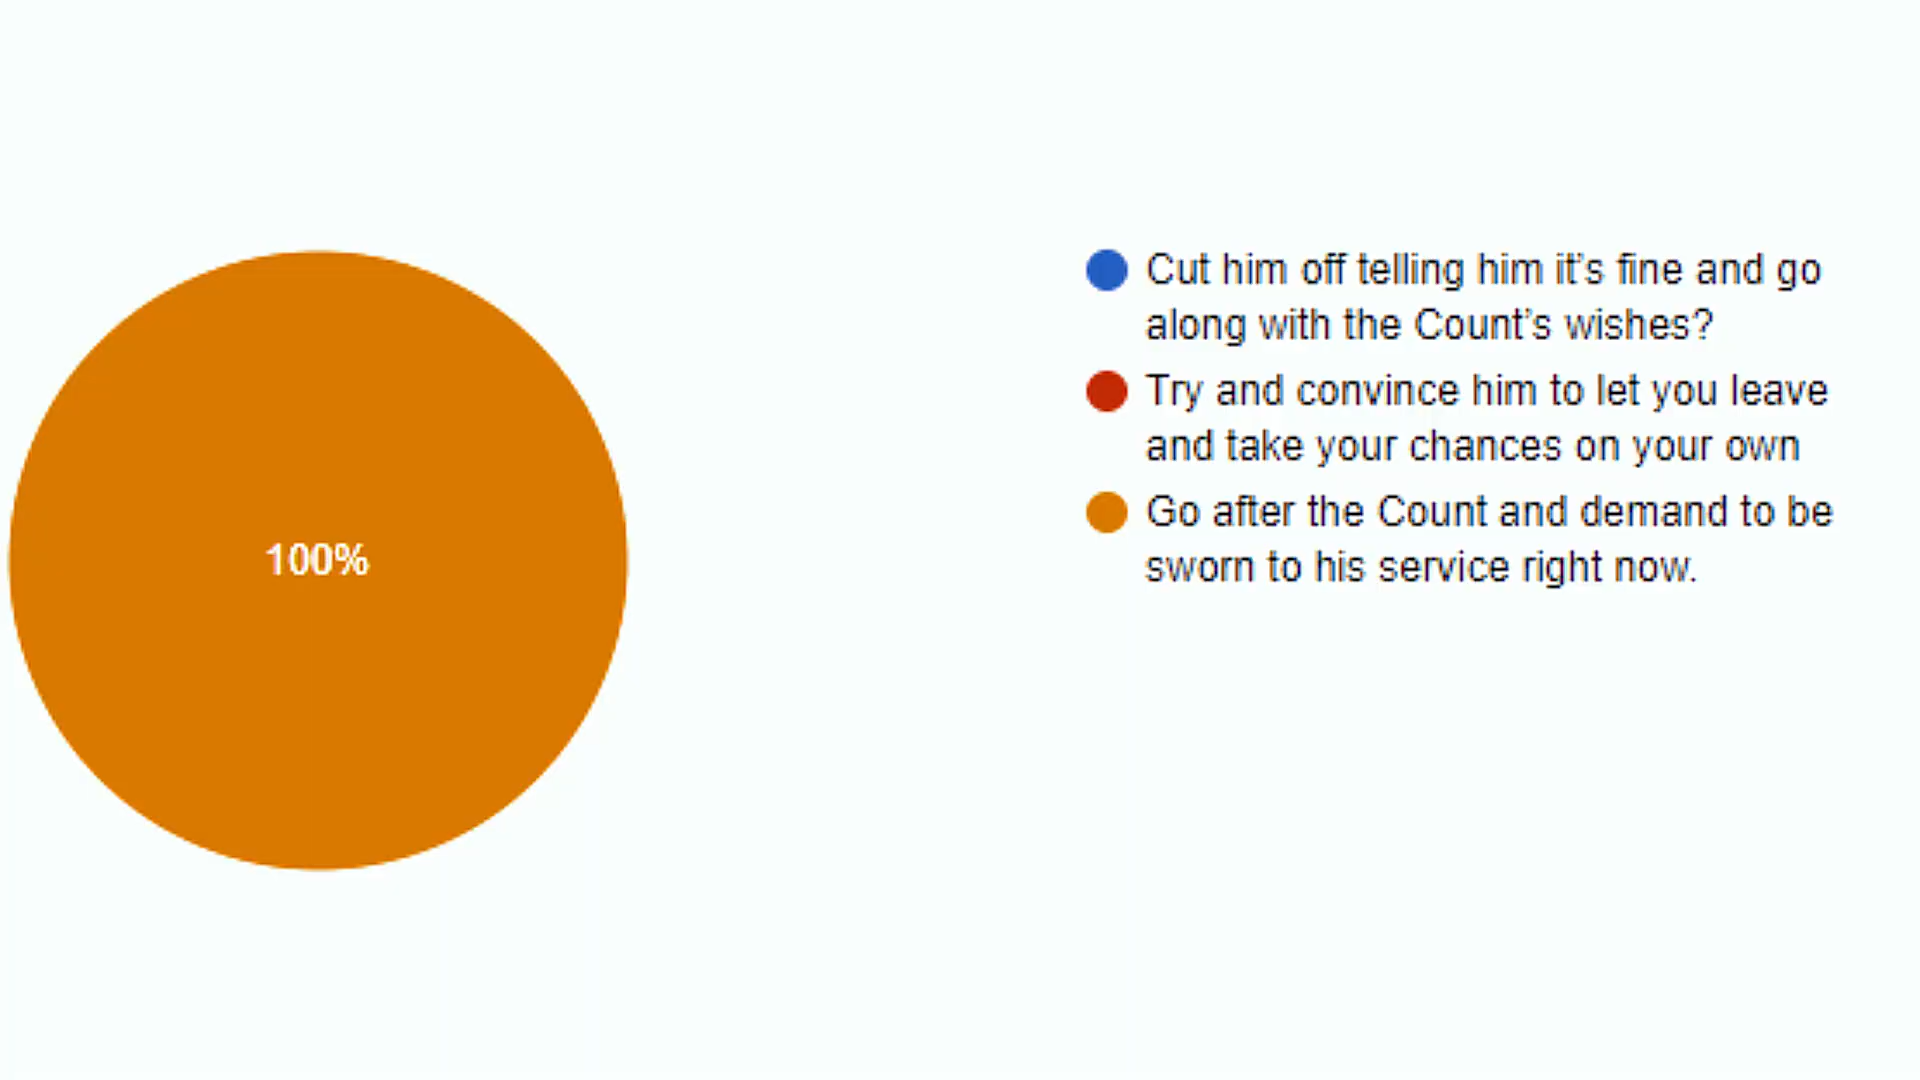 100%
Cut him off telling him it’s fine and go
along with the Count’s wishes?
Try and convince him to let you leave
and take your chances on your own
Go after the Count and demand to be
sworn to his service right now.